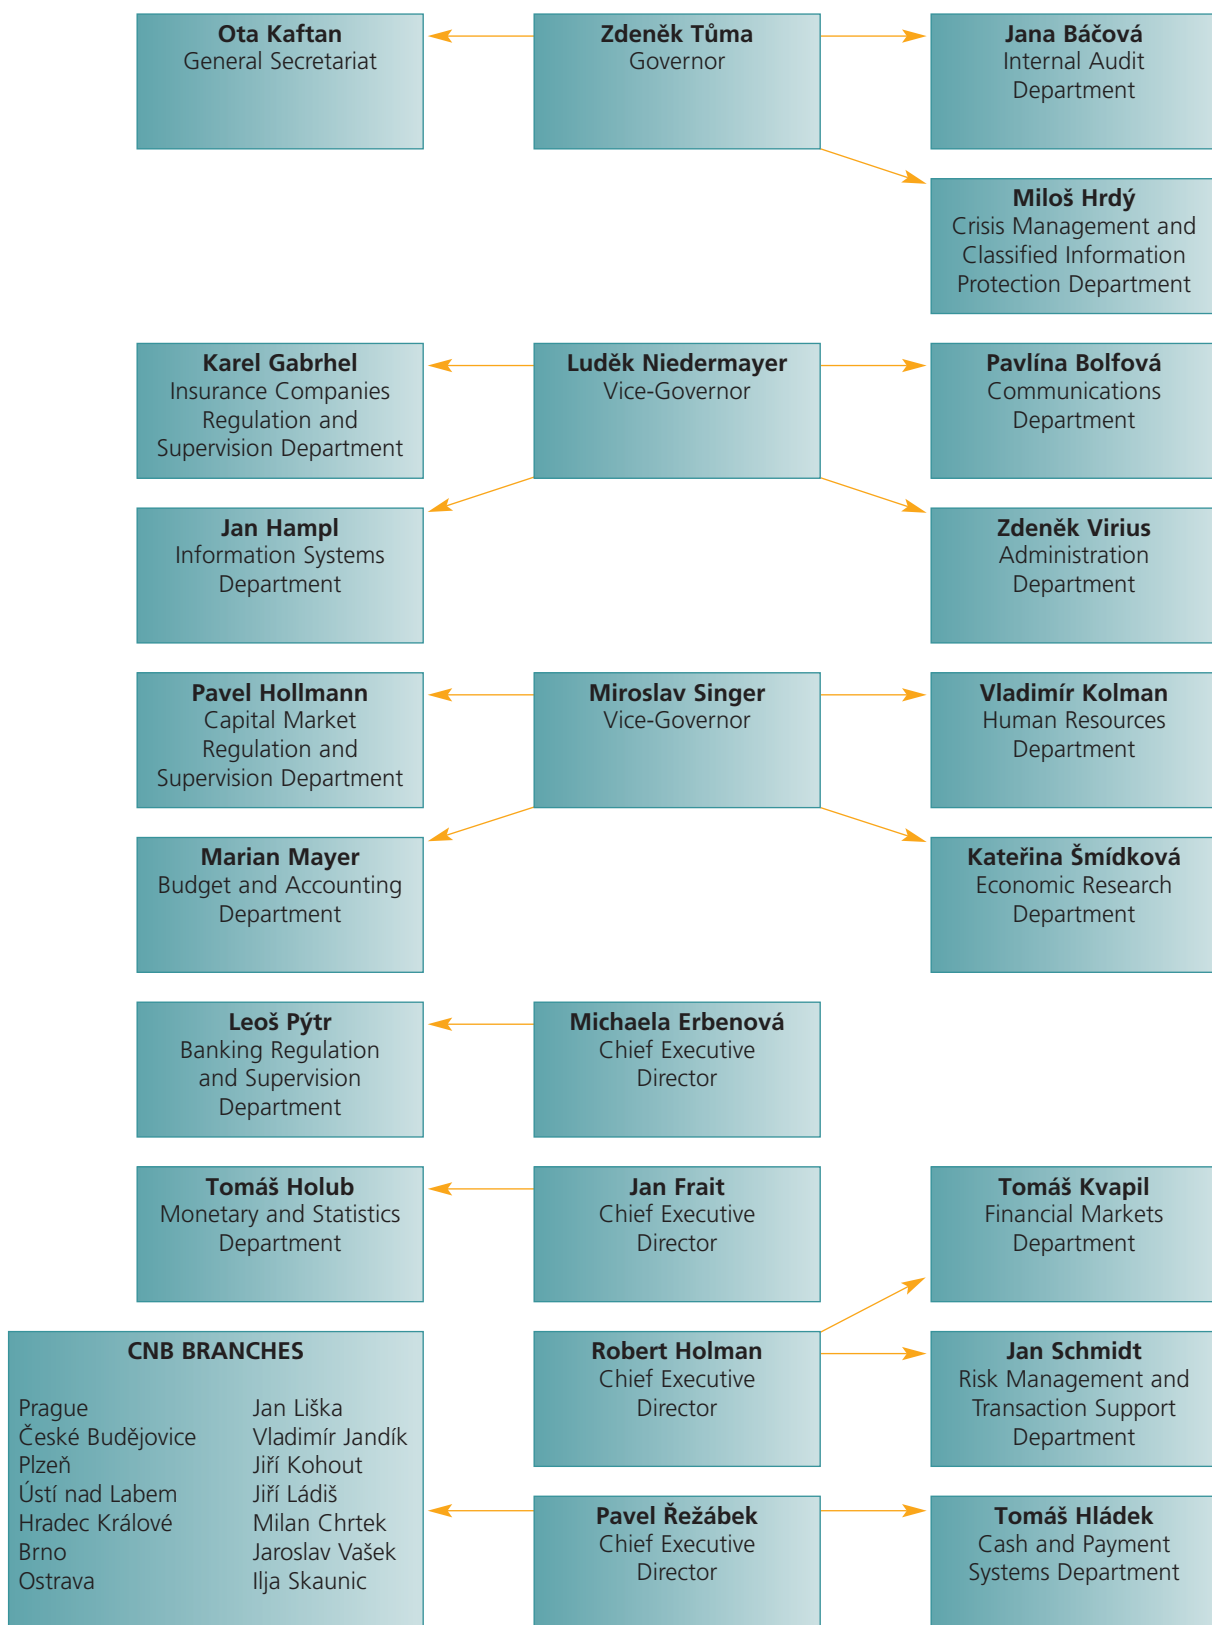 Ota Kaftan
General Secretariat
Zdeněk Tůma
Governor
Jana Báčová
Internal Audit
Department
Miloš Hrdý
Crisis Management and
Classified Information
Protection Department
Karel Gabrhel
Insurance Companies
Regulation and
Supervision Department
Luděk Niedermayer
Vice-Governor
Pavlína Bolfová
Communications
Department
Jan Hampl
Information Systems
Department
Zdeněk Virius
Administration
Department
Pavel Hollmann
Capital Market
Regulation and
Supervision Department
Miroslav Singer
Vice-Governor
Vladimír Kolman
Human Resources
Department
Marian Mayer
Budget and Accounting
Department
Kateřina Šmídková
Economic Research
Department
Leoš Pýtr
Banking Regulation
and Supervision
Department
Michaela Erbenová
Chief Executive
Director
Tomáš Holub
Monetary and Statistics
Department
Jan Frait
Chief Executive
Director
Tomáš Kvapil
Financial Markets
Department
CNB BRANCHES
Prague Jan Liška
České Budějovice Vladimír Jandík
Plzeň Jiří Kohout
Ústí nad Labem Jiří Ládiš
Hradec Králové Milan Chrtek
Brno Jaroslav Vašek
Ostrava Ilja Skaunic
Robert Holman
Chief Executive
Director
Jan Schmidt
Risk Management and
Transaction Support
Department
Pavel Řežábek
Chief Executive
Director
Tomáš Hládek
Cash and Payment
Systems Department